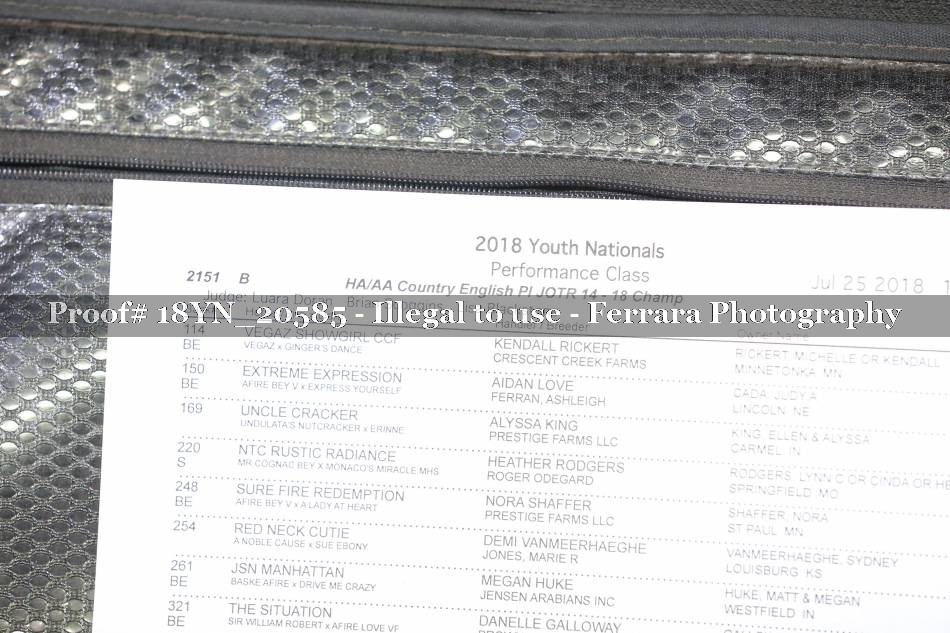 2018 Youth Nationals
Performance Class
Jul 25 2018
2151 B HA/AA Country English Pl JOTR 14 - 18 Champ
Judge: Luara Doran
Proof# 18YN_20585 - Illegal to use - Ferrara Photography
Handler / Breeder Owner Name
114 VEGAZ SHOWGIRL CCF KENDALL RICKERT RICKERT, MICHELLE OR KENDALL
BE VEGAZ x GINGER'S DANCE CRESCENT CREEK FARMS MINNETONKA MN
150 EXTREME EXPRESSION AIDAN LOVE DADA, JUDY A
BE AFIRE BEY V x EXPRESS YOURSELF FERRAN, ASHLEIGH LINCOLN NE
169 UNCLE CRACKER ALYSSA KING KING, ELLEN & ALYSSA
UNDULATA'S NUTCRACKER x ERINNE PRESTIGE FARMS LLC CARMEL IN
220 NTC RUSTIC RADIANCE HEATHER RODGERS RODGERS, LYNN C OR CINDA OR HE
S MR COGNAC BEY X MONACO'S MIRACLE MHS ROGER ODEGARD SPRINGFIELD MO
248 SURE FIRE REDEMPTION NORA SHAFFER SHAFFER, NORA
BE AFIRE BEY V x A LADY AT HEART PRESTIGE FARMS LLC ST PAUL MN
254 RED NECK CUTIE DEMI VANMEERHAEGHE VANMEERHAEGHE, SYDNEY
A NOBLE CAUSE x SUE EBONY JONES, MARIE R LOUISBURG KS
261 JSN MANHATTAN MEGAN HUKE HUKE, MATT & MEGAN
BE BASKE AFIRE x DRIVE ME CRAZY JENSEN ARABIANS INC WESTFIELD IN
321 THE SITUATION DANELLE GALLOWAY
BE SIR WILLIAM ROBERT x AFIRE LOVE VF